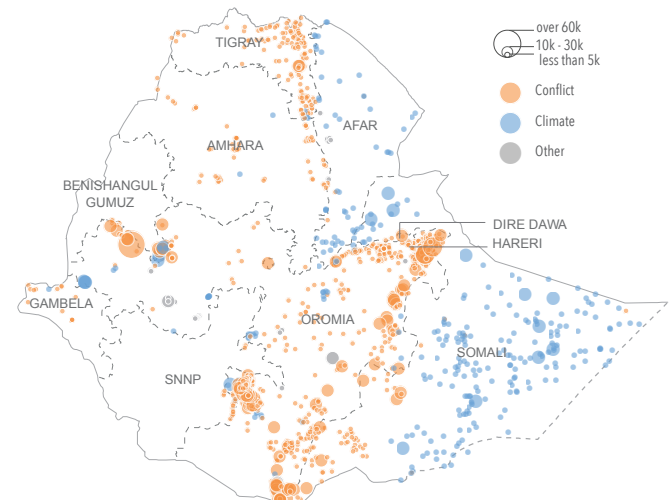 over 60k
10k - 30k
less than 5k
Conflict
Climate
Other
TIGRAY
AFAR
AMHARA
BENISHANGUL
GUMUZ
DIRE DAWA
HARERI
GAMBELA
OROMIA
SOMALI
SNNP